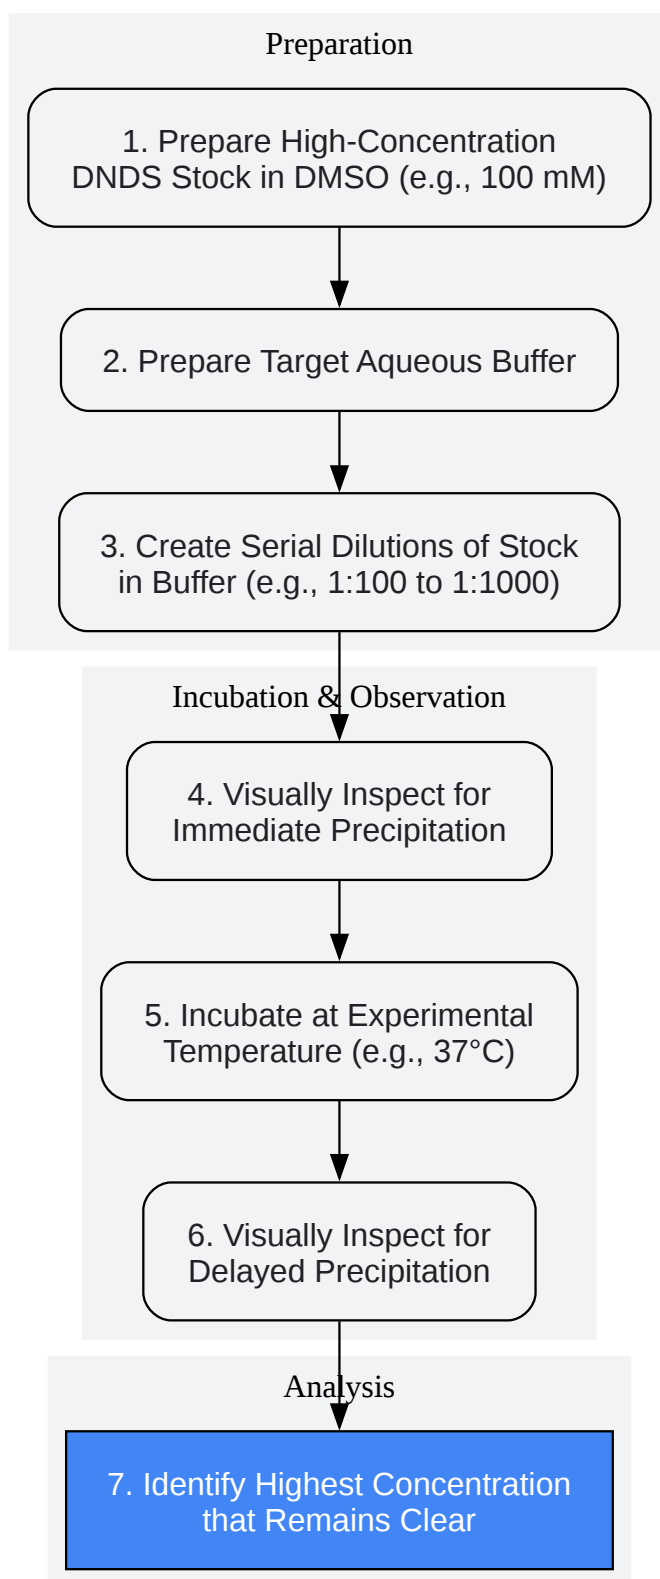 Preparation
1. Prepare High-Concentration
DNDS Stock in DMSO (e.g., 100 mM)
2. Prepare Target Aqueous Buffer
3. Create Serial Dilutions of Stock
in Buffer (e.g., 1:100 to 1:1000)
Incubation & Observation
4. Visually Inspect for
Immediate Precipitation
5. Incubate at Experimental
Temperature (e.g., 37°C)
6. Visually Inspect for
Delayed Precipitation
Analysis
7. Identify Highest Concentration
that Remains Clear